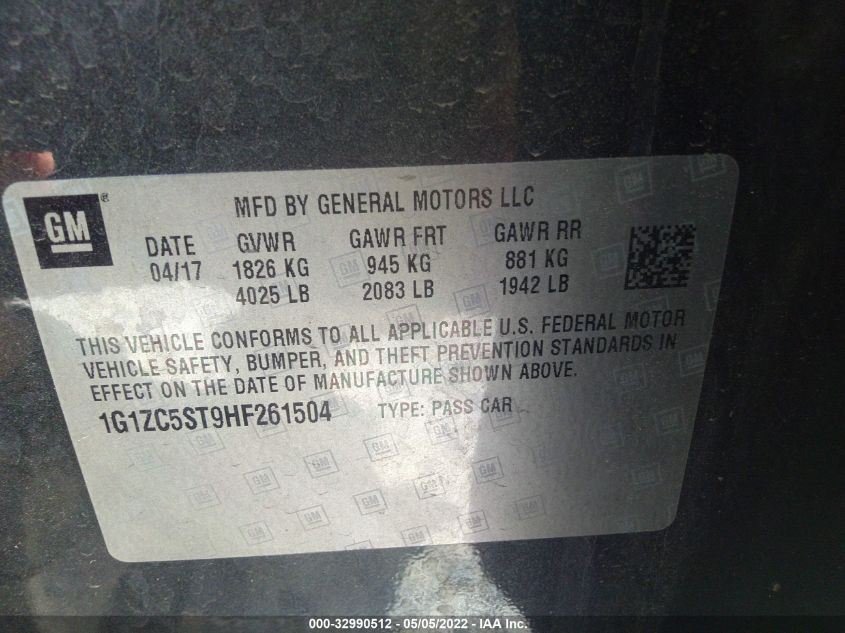 GM ®
MFD BY GENERAL MOTORS LLC
DATE GVWR GAWR FRT GAWR RR
04/17 1826 KG 945 KG 881 KG
4025 LB 2083 LB 1942 LB
THIS VEHICLE CONFORMS TO ALL APPLICABLE U.S. FEDERAL MOTOR
VEHICLE SAFETY, BUMPER, AND THEFT PREVENTION STANDARDS IN
EFFECT ON THE DATE OF MANUFACTURE SHOWN ABOVE.
1G1ZC5ST9HF261504 TYPE: PASS CAR
000-32990512 - 05/05/2022 - IAA Inc.